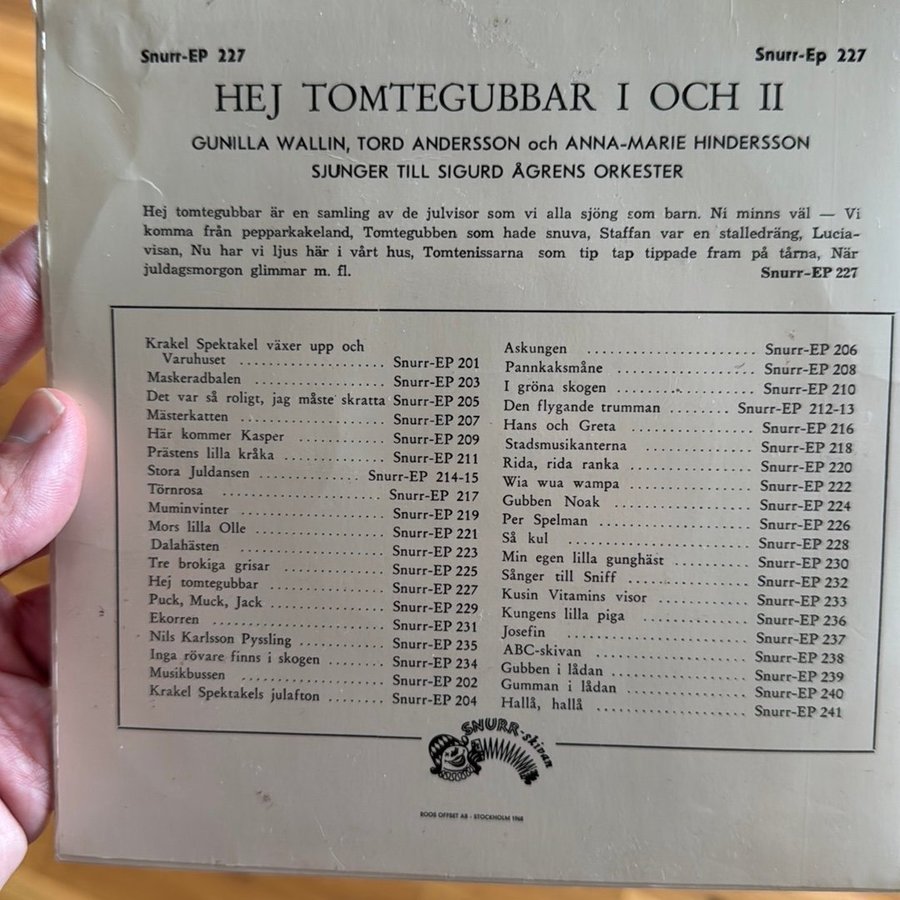 Snurr-EP 227 Snurr-Ep 227
HEJ TOMTEGUBBAR I OCH II
GUNILLA WALLIN, TORD ANDERSSON och ANNA-MARIE HINDERSSON
SJUNGER TILL SIGURD ÅGRENS ORKESTER
Hej tomtegubbar är en samling av de julvisor som vi alla sjöng som barn. Ni minns väl — Vi
komma från pepparkakeland, Tomtegubben som hade snuva, Staffan var en stalledräng, Lucia-
visan, Nu har vi ljus här i vårt hus, Tomtenissarna som tip tap tippade fram på tårna, När
juldagsmorgon glimmar m. fl. Snurr-EP 227
Krakel Spektakel växer upp och
Varuhuset .................... Snurr-EP 201
Maskeradbalen .................. Snurr-EP 203
Det var så roligt, jag måste skratta Snurr-EP 205
Mästerkatten .................... Snurr-EP 207
Här kommer Kasper .............. Snurr-EP 209
Prästens lilla kråka .............. Snurr-EP 211
Stora Juldansen ................ Snurr-EP 214-15
Törnrosa ...................... Snurr-EP 217
Muminvinter .................... Snurr-EP 219
Mors lilla Olle .................. Snurr-EP 221
Dalahästen .................... Snurr-EP 223
Tre brokiga grisar .............. Snurr-EP 225
Hej tomtegubbar ................ Snurr-EP 227
Puck, Muck, Jack ................ Snurr-EP 229
Ekorren ........................ Snurr-EP 231
Nils Karlsson Pyssling ............ Snurr-EP 235
Inga rövare finns i skogen ........ Snurr-EP 234
Musikbussen .................... Snurr-EP 202
Krakel Spektakels julafton ........ Snurr-EP 204
Askungen ...................... Snurr-EP 206
Pannkaksmåne .................. Snurr-EP 208
I gröna skogen .................. Snurr-EP 210
Den flygande trumman ........ Snurr-EP 212-13
Hans och Greta ................ Snurr-EP 216
Stadsmusikanterna .............. Snurr-EP 218
Rida, rida ranka ................ Snurr-EP 220
Wia wua wampa ................ Snurr-EP 222
Gubben Noak .................. Snurr-EP 224
Per Spelman .................... Snurr-EP 226
Så kul ........................ Snurr-EP 228
Min egen lilla gunghäst .......... Snurr-EP 230
Sånger till Sniff ................ Snurr-EP 232
Kusin Vitamins visor ............ Snurr-EP 233
Kungens lilla piga .............. Snurr-EP 236
Josefin ........................ Snurr-EP 237
ABC-skivan .................... Snurr-EP 238
Gubben i lådan .................. Snurr-EP 239
Gumman i lådan ................ Snurr-EP 240
Hallå, hallå .................... Snurr-EP 241
SNURR-skivan
ROOS OFFSET AB - STOCKHOLM 1968